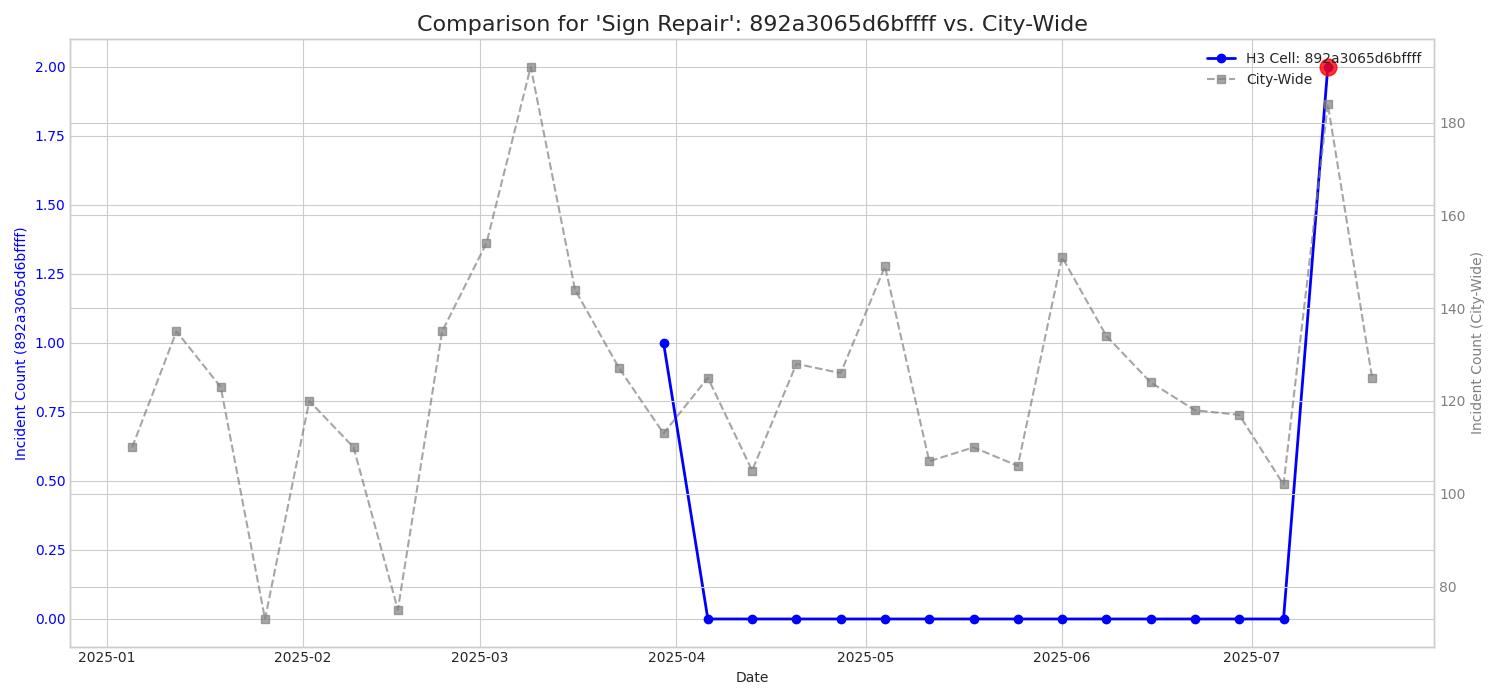 Comparison for 'Sign Repair': 892a3065d6bffff vs. City-Wide
H3 Cell: 892a3065d6bffff
City-Wide
Incident Count (892a3065d6bffff)
2.00
1.75
1.50
1.25
1.00
0.75
0.50
0.25
0.00
180
160
140
120
100
80
Incident Count (City-Wide)
2025-01 2025-02 2025-03 2025-04 2025-05 2025-06 2025-07
Date